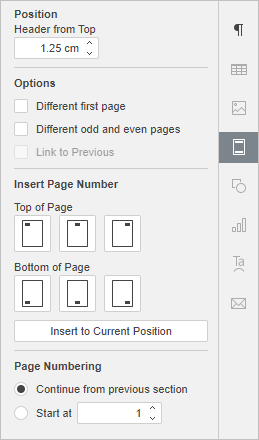 Position
Header from Top
1.25 cm
Options
Different first page
Different odd and even pages
Link to Previous
Insert Page Number
Top of Page
Bottom of Page
Insert to Current Position
Page Numbering
Continue from previous section
Start at 1
¶
Ta